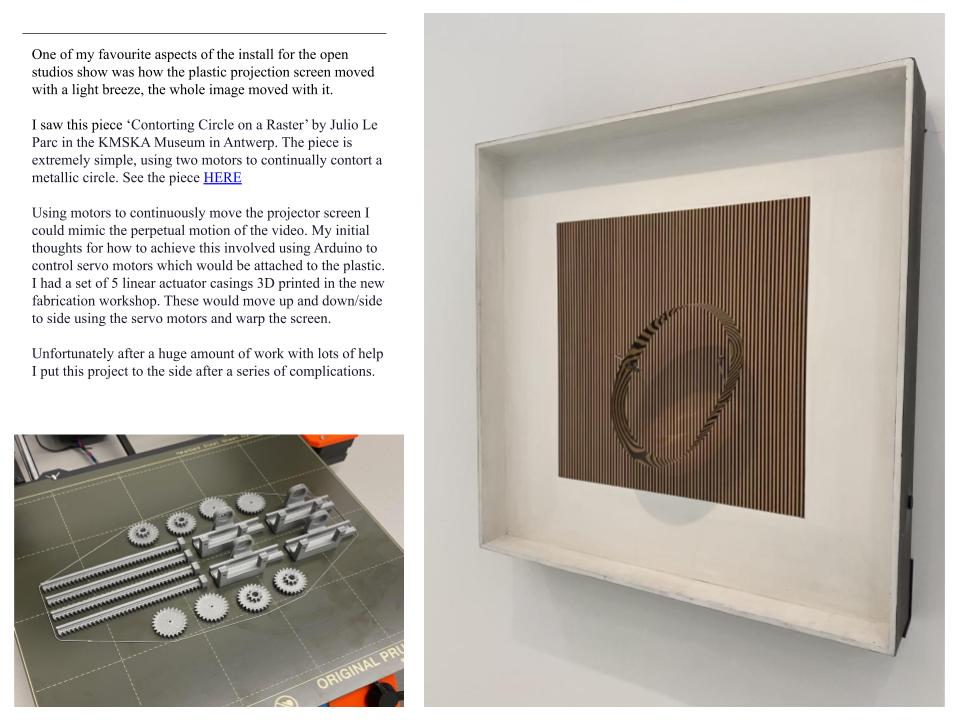 One of my favourite aspects of the install for the open
studios show was how the plastic projection screen moved
with a light breeze, the whole image moved with it.
I saw this piece ‘Contorting Circle on a Raster’ by Julio Le
Parc in the KMSKA Museum in Antwerp. The piece is
extremely simple, using two motors to continually contort a
metallic circle. See the piece HERE
Using motors to continuously move the projector screen I
could mimic the perpetual motion of the video. My initial
thoughts for how to achieve this involved using Arduino to
control servo motors which would be attached to the plastic.
I had a set of 5 linear actuator casings 3D printed in the new
fabrication workshop. These would move up and down/side
to side using the servo motors and warp the screen.
Unfortunately after a huge amount of work with lots of help
I put this project to the side after a series of complications.
ORIGINAL PRU